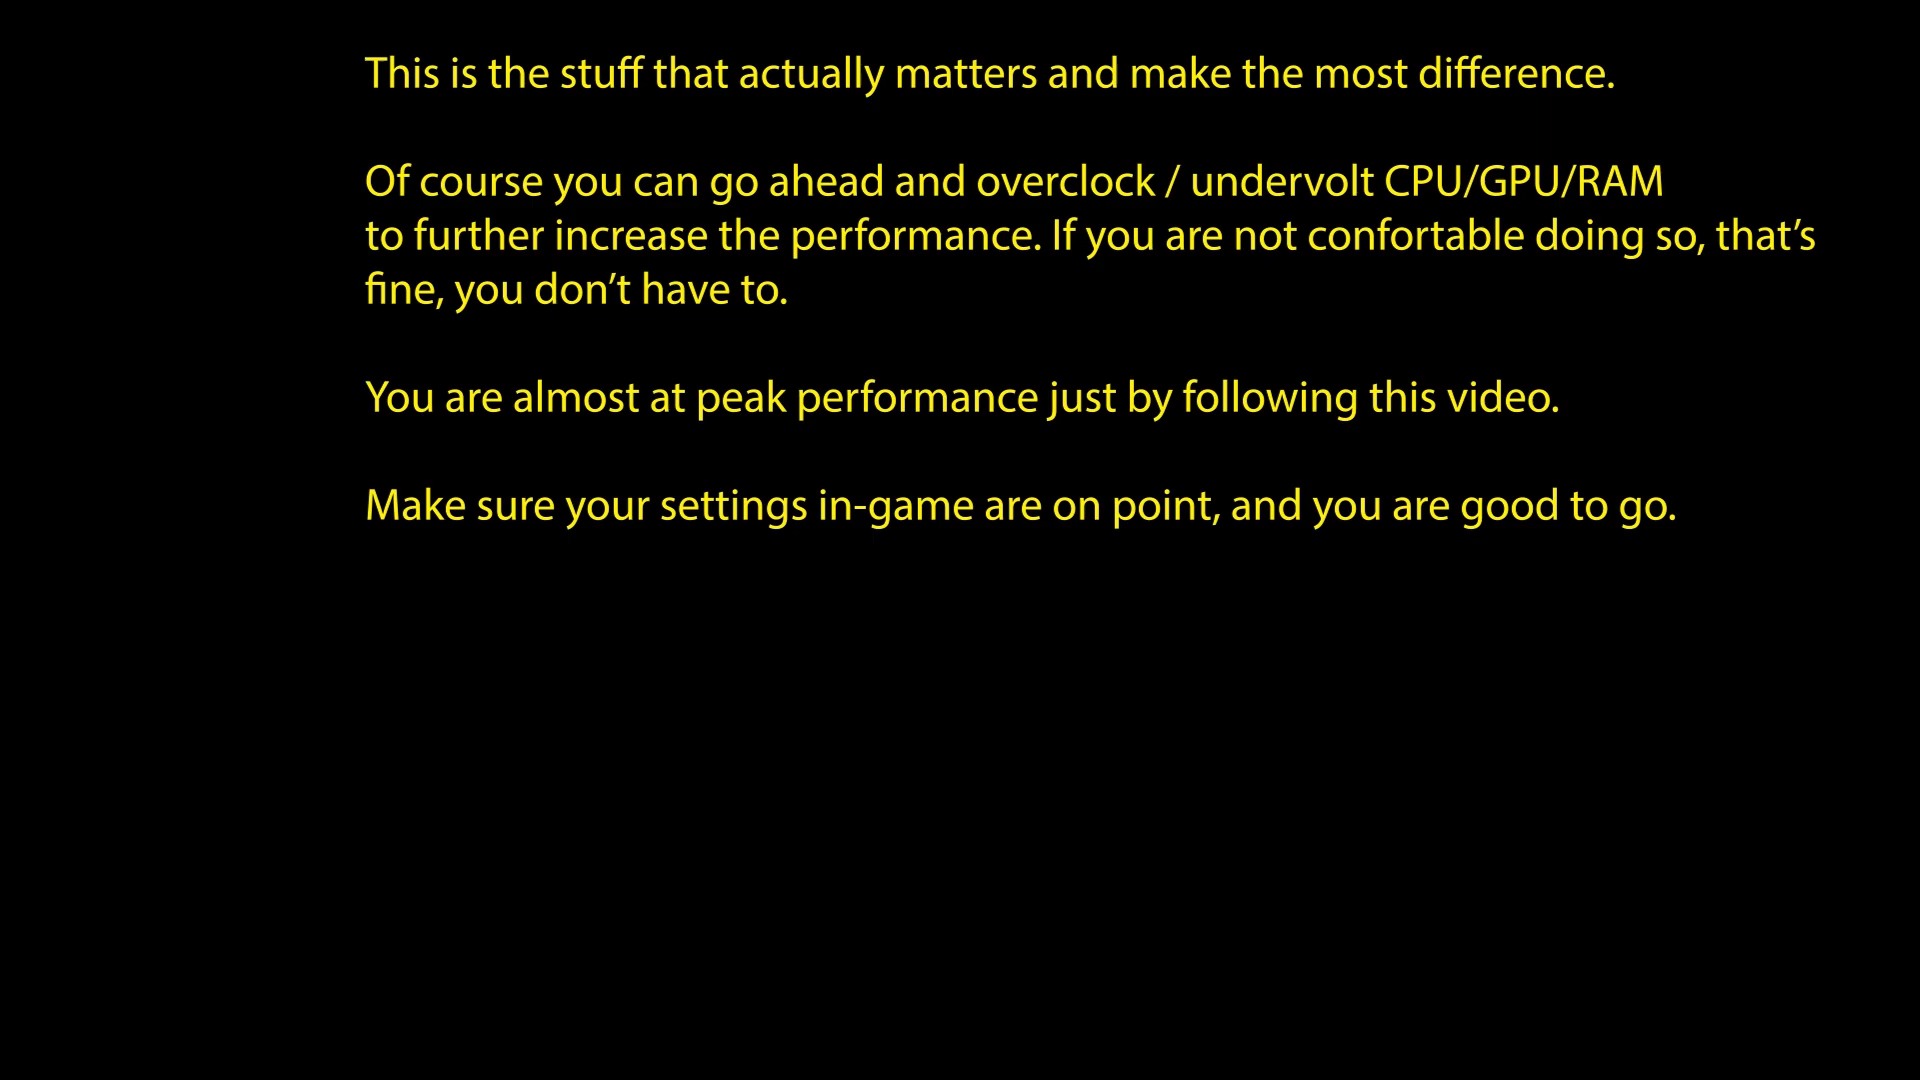 This is the stuff that actually matters and make the most difference.
Of course you can go ahead and overclock / undervolt CPU/GPU/RAM
to further increase the performance. If you are not confortable doing so, that’s
fine, you don’t have to.
You are almost at peak performance just by following this video.
Make sure your settings in-game are on point, and you are good to go.